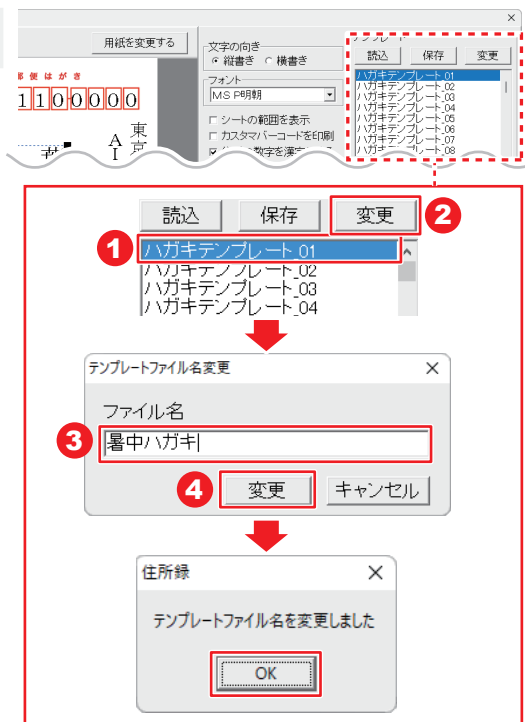 ×
用紙を変更する
文字の向き
縦書き 横書き
テンプレート
読込 保存 変更
フォント
MS P明朝
ハガキテンプレート_01
ハガキテンプレート_02
ハガキテンプレート_03
ハガキテンプレート_04
ハガキテンプレート_05
ハガキテンプレート_06
ハガキテンプレート_07
ハガキテンプレート_08
シートの範囲を表示
カスタマバーコードを印刷
数字を漢字
郵便はがき
1100000
東京
AI
読込 保存 変更 2
1 ハガキテンプレート_01
ハガキテンプレート_02
ハガキテンプレート_03
ハガキテンプレート_04
テンプレートファイル名変更 ×
ファイル名
3 暑中ハガキ
4 変更 キャンセル
住所録 ×
テンプレートファイル名を変更しました
OK